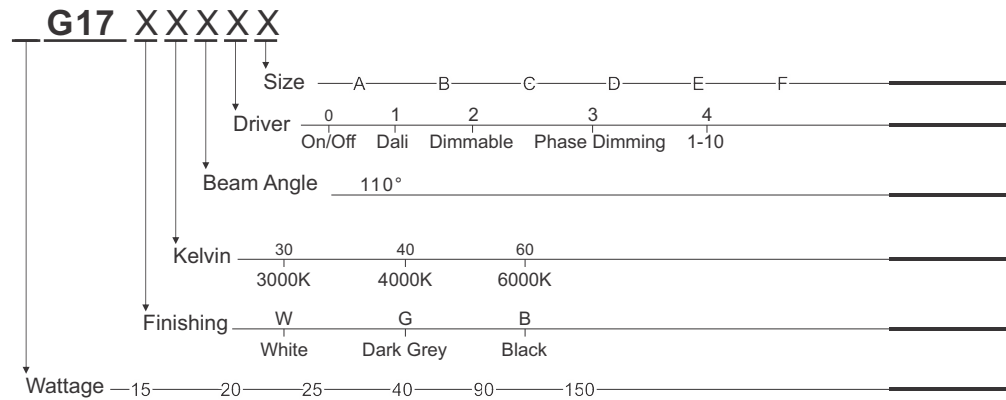 G17 X X X X X
Size A B C D E F
0 1 2 3 4
Driver
On/Off Dali Dimmable Phase Dimming 1-10
Beam Angle 110°
30 40 60
Kelvin
3000K 4000K 6000K
W G B
Finishing
White Dark Grey Black
Wattage 15 20 25 40 90 150